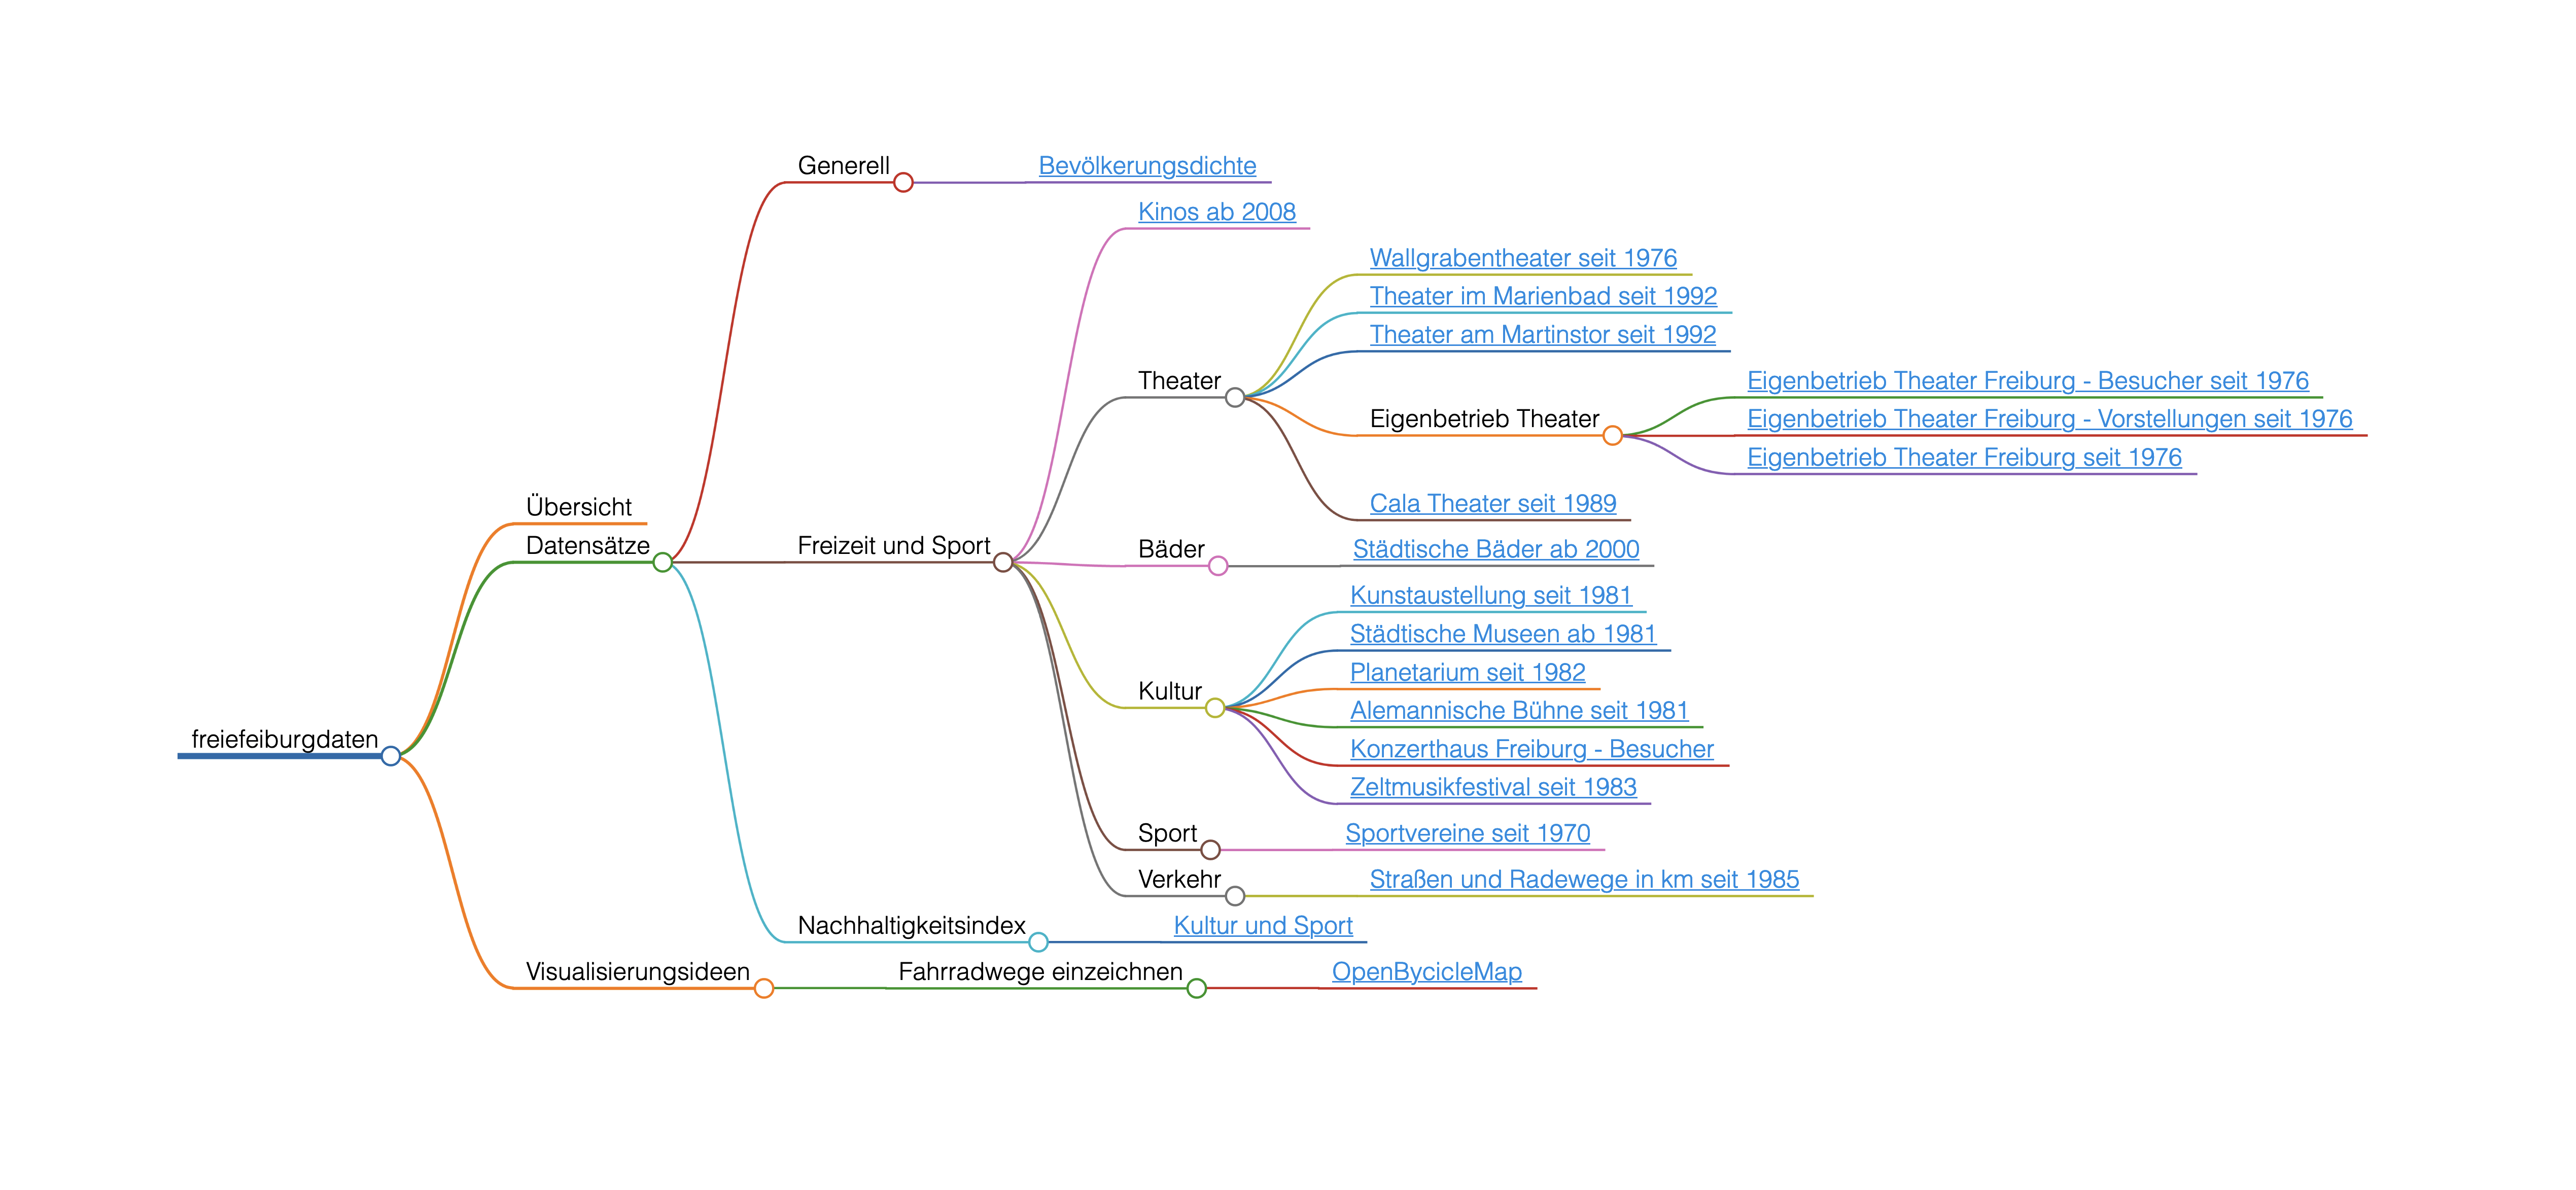 Generell
Bevölkerungsdichte
Kinos ab 2008
Wallgrabentheater seit 1976
Theater im Marienbad seit 1992
Theater am Martinstor seit 1992
Theater
Eigenbetrieb Theater Freiburg - Besucher seit 1976
Eigenbetrieb Theater
Eigenbetrieb Theater Freiburg - Vorstellungen seit 1976
Eigenbetrieb Theater Freiburg seit 1976
Übersicht
Cala Theater seit 1989
Datensätze
Freizeit und Sport
Bäder
Städtische Bäder ab 2000
Kunstaustellung seit 1981
Städtische Museen ab 1981
Planetarium seit 1982
Kultur
Alemannische Bühne seit 1981
freiefeiburgdaten
Konzerthaus Freiburg - Besucher
Zeltmusikfestival seit 1983
Sport
Sportvereine seit 1970
Verkehr
Straßen und Radewege in km seit 1985
Nachhaltigkeitsindex
Kultur und Sport
Visualisierungsideen
Fahrradwege einzeichnen
OpenBycicleMap